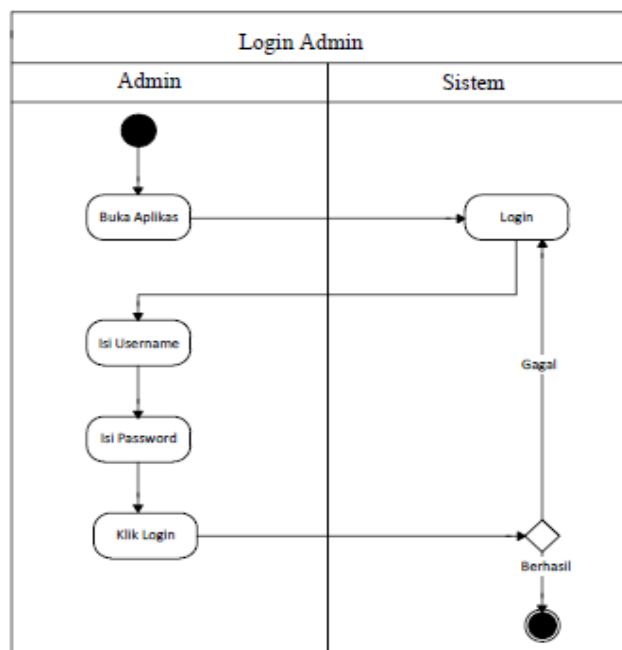 Login Admin
Admin
Sistem
Buka Aplikas
Login
Isi Username
Gagal
Isi Password
Klik Login
Berhasil